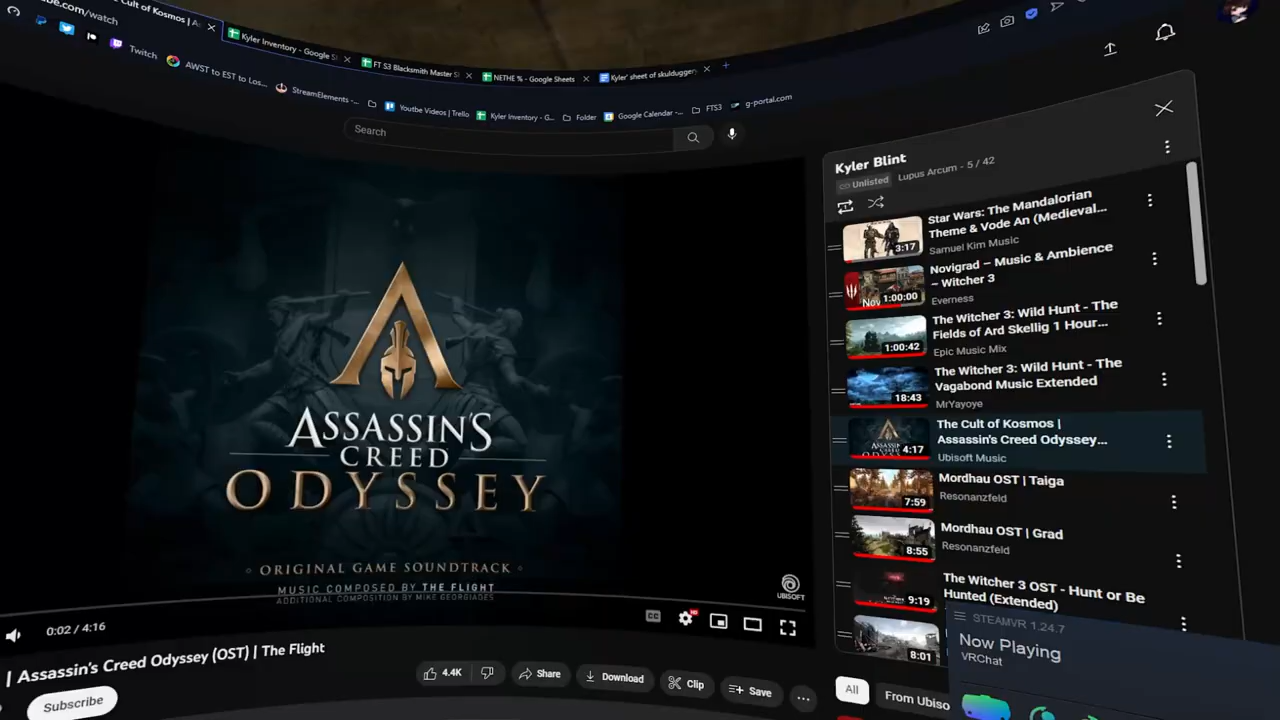 be.com/watch
Cult of Kosmos | A
Kyler Inventory - Google S
FT S3 Blacksmith Master S
NETHE % - Google Sheets
Kyler' sheet of skulduggery
Twitch
AWST to EST to Los...
StreamElements -...
Youtbe Videos | Trello
Kyler Inventory - G...
Folder
Google Calendar -...
FTS3
g-portal.com
Search
ASSASSIN'S
CREED
ODYSSEY
ORIGINAL GAME SOUNDTRACK
MUSIC COMPOSED BY THE FLIGHT
ADDITIONAL COMPOSITION BY MIKE GEORGIADES
UBISOFT
0:02 / 4:16
| Assassin's Creed Odyssey (OST) | The Flight
Subscribe
4.4K
Share
Download
Clip
Save
Kyler Blint
Unlisted
Lupus Arcum - 5 / 42
Star Wars: The Mandalorian
Theme & Vode An (Medieval...
Samuel Kim Music
3:17
Novigrad – Music & Ambience
~ Witcher 3
Everness
1:00:00
The Witcher 3: Wild Hunt - The
Fields of Ard Skellig 1 Hour...
Epic Music Mix
1:00:42
The Witcher 3: Wild Hunt - The
Vagabond Music Extended
MrYayoye
18:43
The Cult of Kosmos |
Assassin's Creed Odyssey...
Ubisoft Music
4:17
Mordhau OST | Taiga
Resonanzfeld
7:59
Mordhau OST | Grad
Resonanzfeld
8:55
The Witcher 3 OST - Hunt or Be
Hunted (Extended)
9:19
8:01
All
From Ubiso
STEAMVR 1.24.7
Now Playing
VRChat